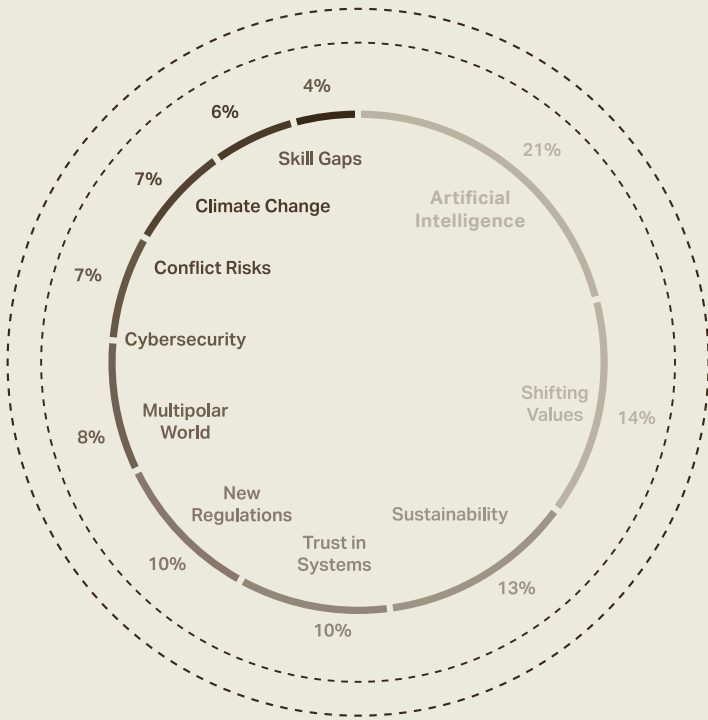 4%
Skill Gaps
6%
Climate Change
7%
Conflict Risks
7%
Cybersecurity
8%
Multipolar
World
10%
New
Regulations
10%
Trust in
Systems
13%
Sustainability
14%
Shifting
Values
21%
Artificial
Intelligence